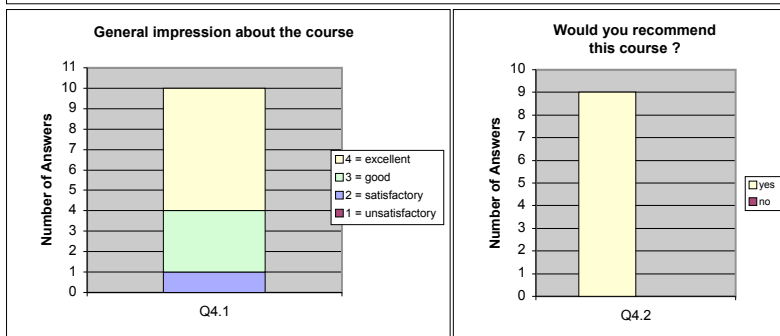 General impression about the course
Number of Answers
11
10
9
8
7
6
5
4
3
2
1
0
Q4.1
4 = excellent
3 = good
2 = satisfactory
1 = unsatisfactory
Would you recommend
this course ?
Number of Answers
10
9
8
7
6
5
4
3
2
1
0
Q4.2
yes
no